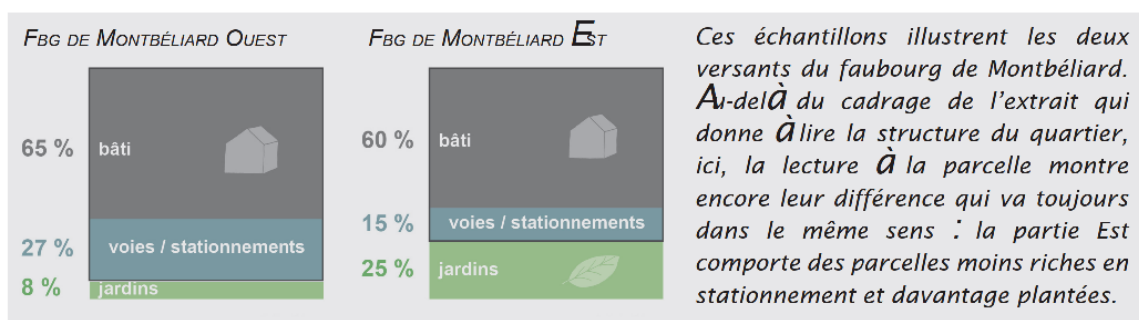 FBG DE MONTBÉLIARD OUEST
65 %
bâti
27 %
voies / stationnements
8 %
jardins
FBG DE MONTBÉLIARD EST
60 %
bâti
15 %
voies / stationnements
25 %
jardins
Ces échantillons illustrent les deux
versants du faubourg de Montbéliard.
Au-delà du cadrage de l'extrait qui
donne à lire la structure du quartier,
ici, la lecture à la parcelle montre
encore leur différence qui va toujours
dans le même sens : la partie Est
comporte des parcelles moins riches en
stationnement et davantage plantées.